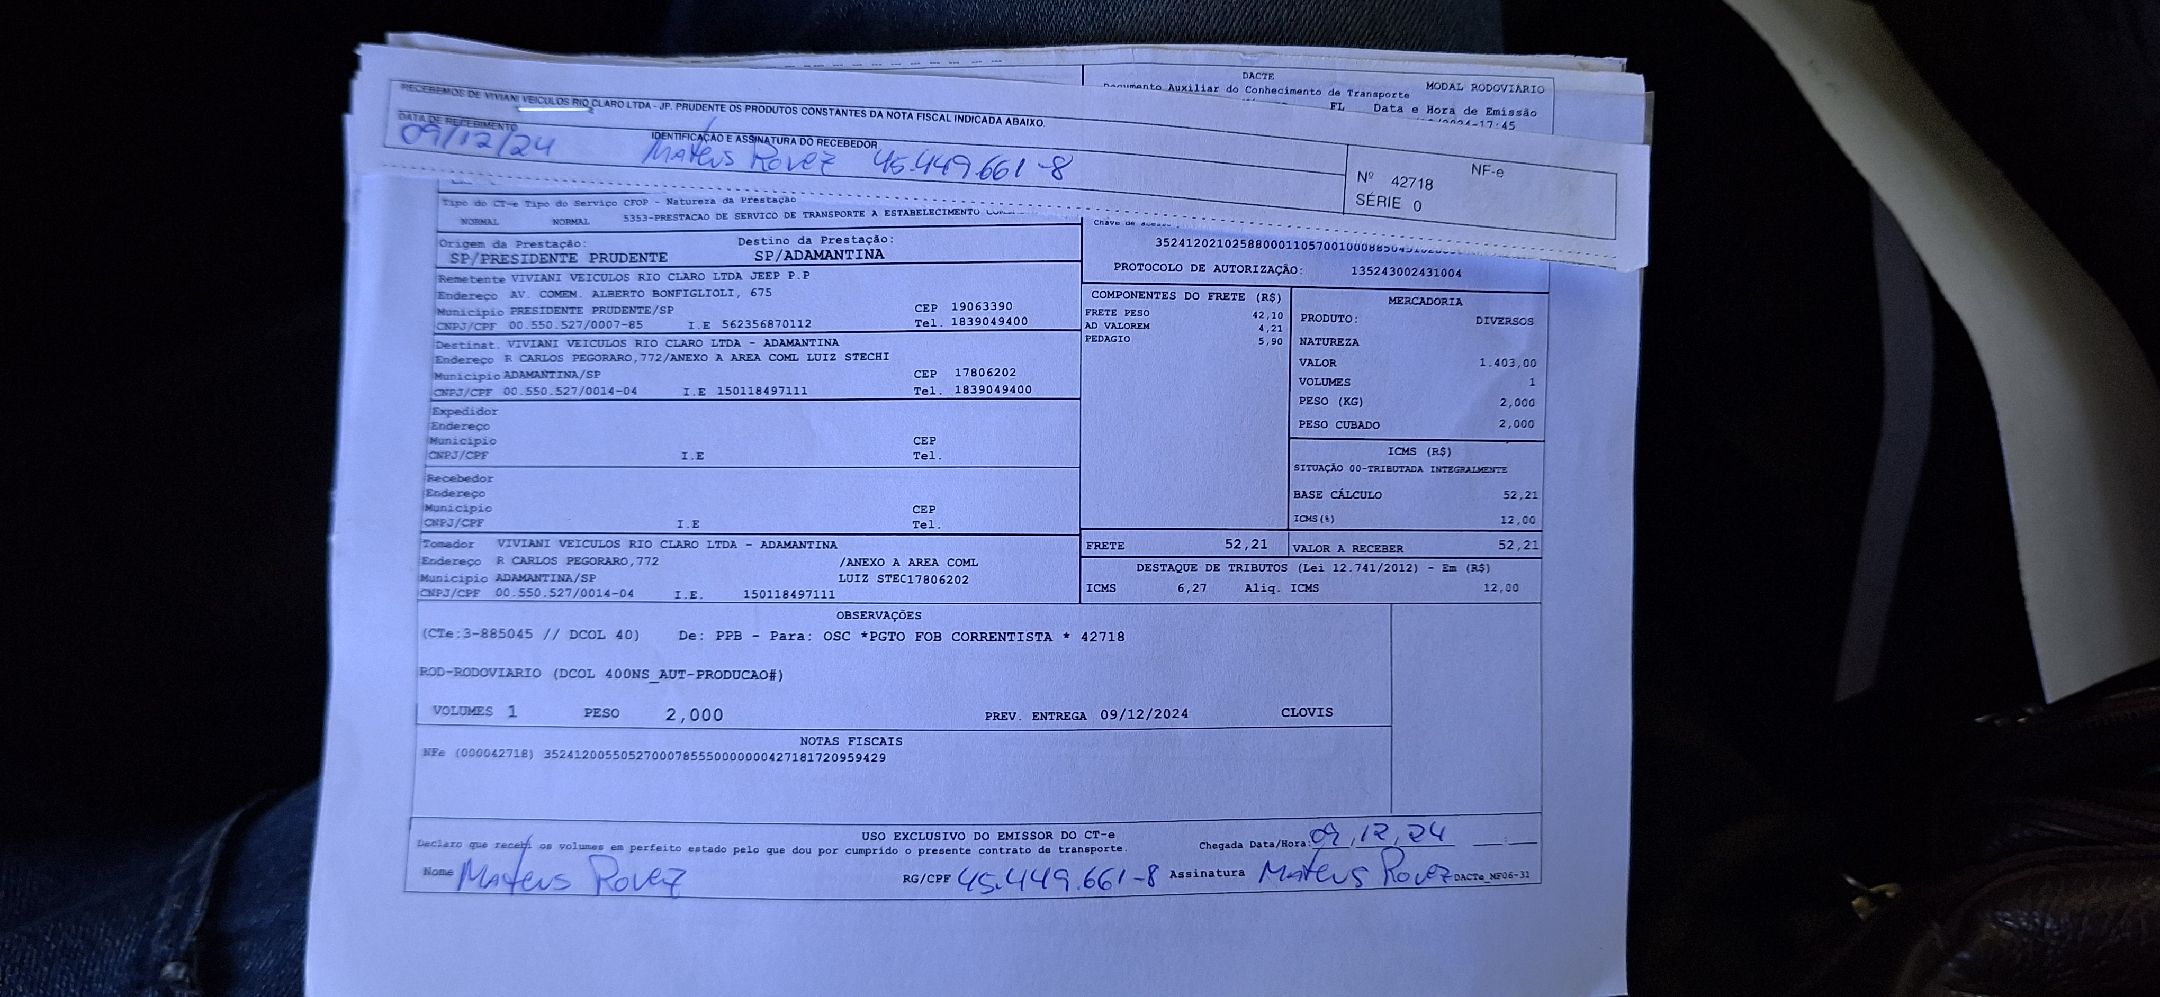 DACTE
Documento Auxiliar do Conhecimento de Transporte
MODAL RODOVIÁRIO
FL Data e Hora de Emissão
-17:45
RECEBEMOS DE VIVIANI VEICULOS RIO CLARO LTDA - JP. PRUDENTE OS PRODUTOS CONSTANTES DA NOTA FISCAL INDICADA ABAIXO.
DATA DE RECEBIMENTO
IDENTIFICAÇÃO E ASSINATURA DO RECEBEDOR
09/12/24 Mateus Rovez 45.449.661-8
NF-e
Nº 42718
SÉRIE 0
Tipo do CT-e Tipo do Serviço CFOP - Natureza da Prestação
NORMAL NORMAL 5353-PRESTACAO DE SERVICO DE TRANSPORTE A ESTABELECIMENTO
Chave de
Origem da Prestação: Destino da Prestação:
SP/PRESIDENTE PRUDENTE SP/ADAMANTINA
PROTOCOLO DE AUTORIZAÇÃO: 135243002431004
Remetente VIVIANI VEICULOS RIO CLARO LTDA JEEP P.P
Endereço AV. COMEM. ALBERTO BONFIGLIOLI, 675
Município PRESIDENTE PRUDENTE/SP CEP 19063390
CNPJ/CPF 00.550.527/0007-85 I.E 562356870112 Tel. 1839049400
Destinat. VIVIANI VEICULOS RIO CLARO LTDA - ADAMANTINA
Endereço R CARLOS PEGORARO,772/ANEXO A AREA COML LUIZ STECHI
Município ADAMANTINA/SP CEP 17806202
CNPJ/CPF 00.550.527/0014-04 I.E 150118497111 Tel. 1839049400
Expedidor
Endereço
Município CEP
CNPJ/CPF I.E Tel.
Recebedor
Endereço
Município CEP
CNPJ/CPF I.E Tel.
Tomador VIVIANI VEICULOS RIO CLARO LTDA - ADAMANTINA
Endereço R CARLOS PEGORARO,772 /ANEXO A AREA COML
Município ADAMANTINA/SP LUIZ STEC17806202
CNPJ/CPF 00.550.527/0014-04 I.E. 150118497111
COMPONENTES DO FRETE (R$)
FRETE PESO 42,10
AD VALOREM 4,21
PEDAGIO 5,90
MERCADORIA
PRODUTO: DIVERSOS
NATUREZA
VALOR 1.403,00
VOLUMES 1
PESO (KG) 2,000
PESO CUBADO 2,000
ICMS (R$)
SITUAÇÃO 00-TRIBUTADA INTEGRALMENTE
BASE CÁLCULO 52,21
ICMS(%) 12,00
FRETE 52,21 VALOR A RECEBER 52,21
DESTAQUE DE TRIBUTOS (Lei 12.741/2012) - Em (R$)
ICMS 6,27 Aliq. ICMS 12,00
OBSERVAÇÕES
(CTe:3-885045 // DCOL 40) De: PPB - Para: OSC *PGTO FOB CORRENTISTA * 42718
ROD-RODOVIARIO (DCOL 400NS_AUT-PRODUCAO#)
VOLUMES 1 PESO 2,000 PREV. ENTREGA 09/12/2024 CLOVIS
NOTAS FISCAIS
NFe (000042718) 35241200550527000785550000000427181720959429
USO EXCLUSIVO DO EMISSOR DO CT-e
Declaro que recebi os volumes em perfeito estado pelo que dou por cumprido o presente contrato de transporte.
Chegada Data/Hora: 09,12,24 __:__
Nome Mateus Rovez RG/CPF 45.449.661-8 Assinatura Mateus Rovez DACTe_NF06-31